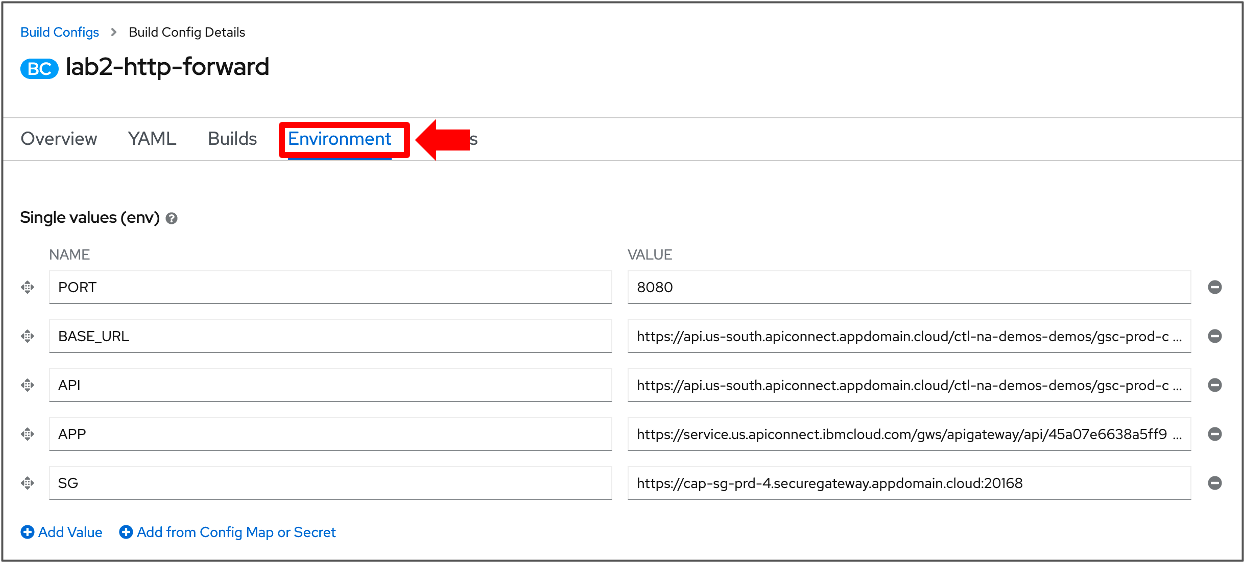 Build Configs > Build Config Details
BC lab2-http-forward
Overview YAML Builds Environment s
Single values (env) ?
NAME VALUE
PORT 8080
BASE_URL https://api.us-south.apiconnect.appdomain.cloud/ctl-na-demos-demos/gsc-prod-c ...
API https://api.us-south.apiconnect.appdomain.cloud/ctl-na-demos-demos/gsc-prod-c ...
APP https://service.us.apiconnect.ibmcloud.com/gws/apigateway/api/45a07e6638a5ff9 ...
SG https://cap-sg-prd-4.securegateway.appdomain.cloud:20168
Add Value Add from Config Map or Secret